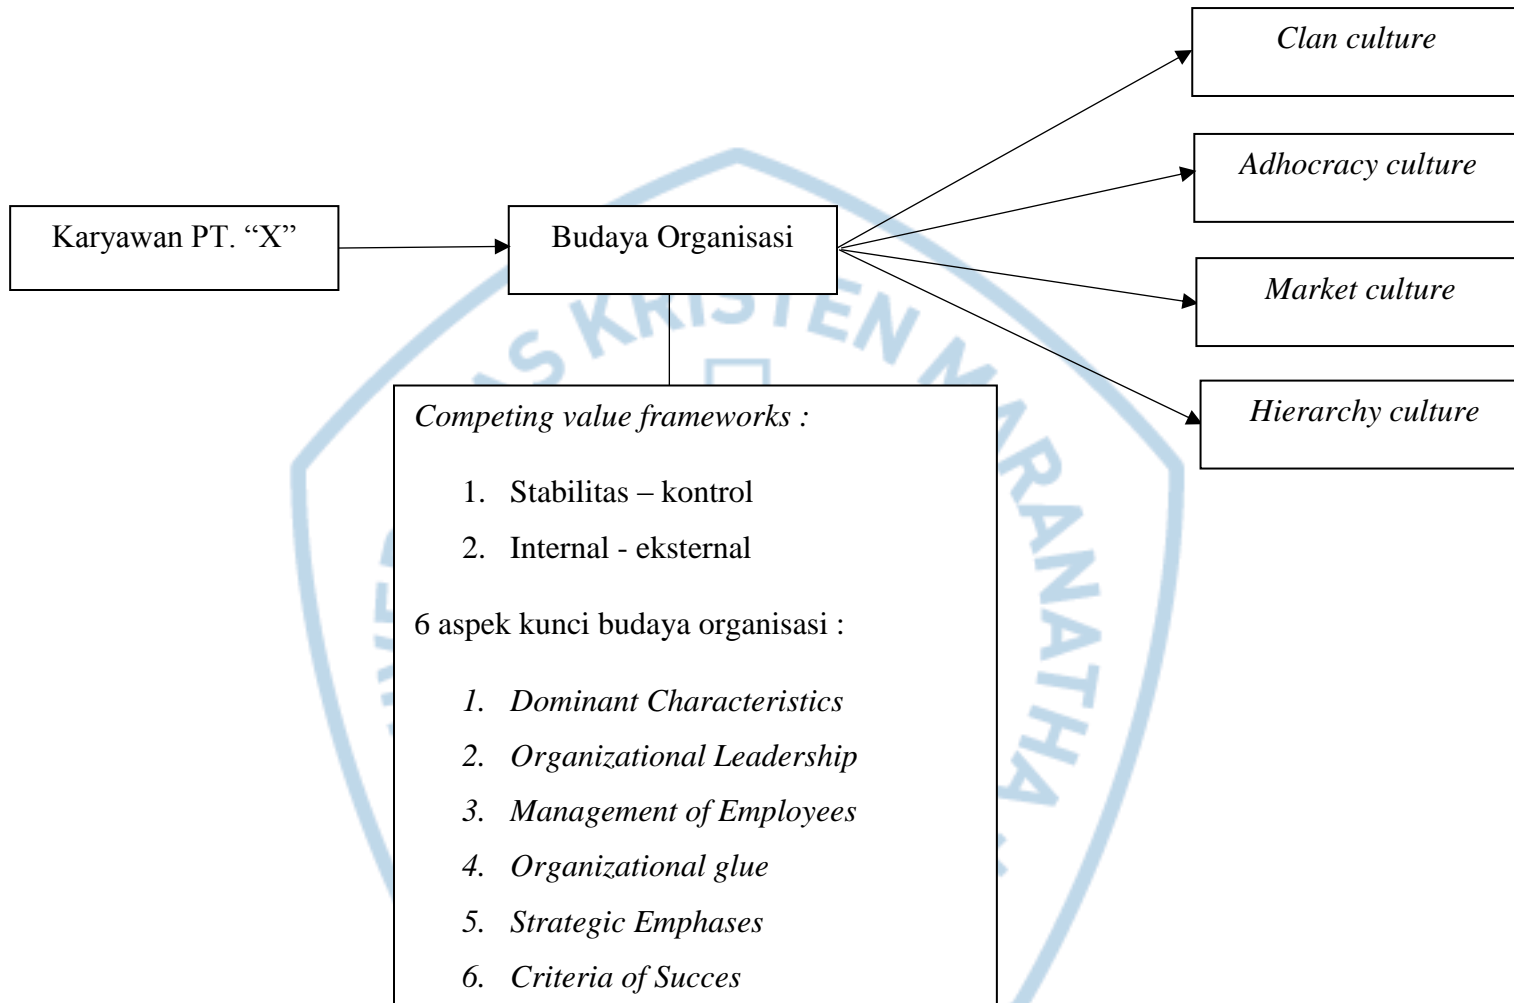 Clan culture
Adhocracy culture
Karyawan PT. “X”
Budaya Organisasi
Market culture
Hierarchy culture
Competing value frameworks :
1. Stabilitas – kontrol
2. Internal - eksternal
6 aspek kunci budaya organisasi :
1. Dominant Characteristics
2. Organizational Leadership
3. Management of Employees
4. Organizational glue
5. Strategic Emphases
6. Criteria of Succes
KRISTEN MARANATHA